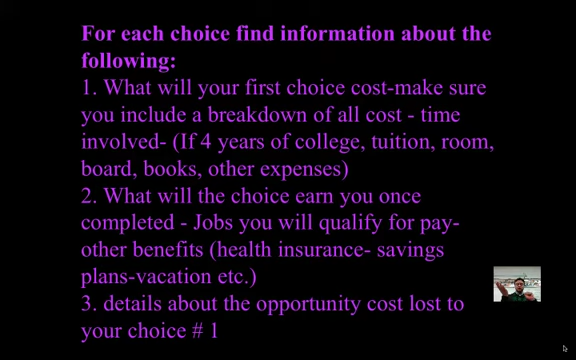 For each choice find information about the
following:
1. What will your first choice cost-make sure
you include a breakdown of all cost - time
involved- (If 4 years of college, tuition, room,
board, books, other expenses)
2. What will the choice earn you once
completed - Jobs you will qualify for pay-
other benefits (health insurance- savings
plans-vacation etc.)
3. details about the opportunity cost lost to
your choice # 1